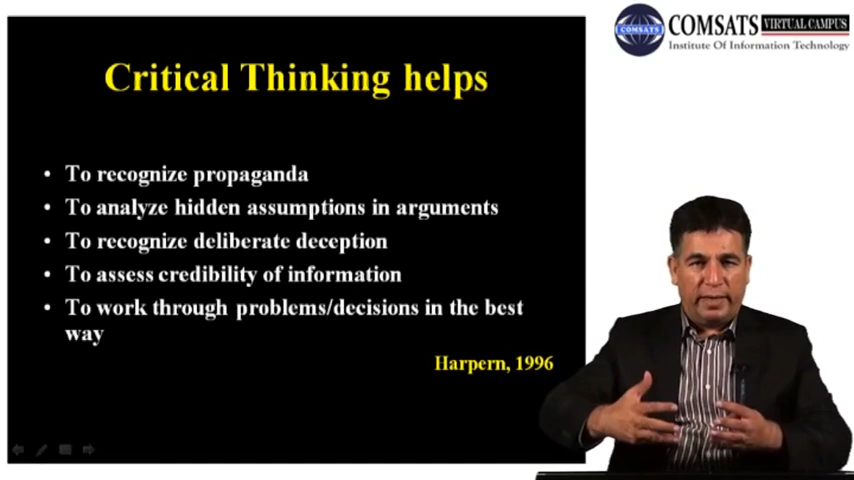 COMSATS VIRTUAL CAMPUS
Institute Of Information Technology
Critical Thinking helps
• To recognize propaganda
• To analyze hidden assumptions in arguments
• To recognize deliberate deception
• To assess credibility of information
• To work through problems/decisions in the best
way
Harpern, 1996